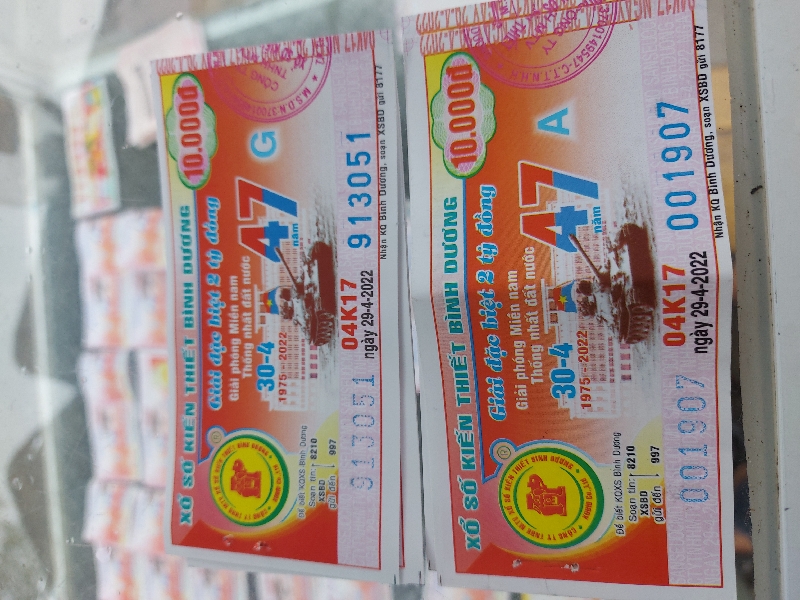 XỔ SỐ KIẾN THIẾT BÌNH DƯƠNG
10.000đ
Giải đặc biệt 2 tỷ đồng
Giải phóng Miền nam
Thống nhất đất nước
30-4
1975 - 2022
47
năm
G
Để biết KQXS Bình Dương
Soạn tin: 8210
XSBD
gửi đến 997
913051
04K17
ngày 29-4-2022
913051
Nhận KQ Bình Dương, soạn XSBD gửi 8177
XỔ SỐ KIẾN THIẾT BÌNH DƯƠNG
10.000đ
Giải đặc biệt 2 tỷ đồng
Giải phóng Miền nam
Thống nhất đất nước
30-4
1975 - 2022
47
năm
A
Để biết KQXS Bình Dương
Soạn tin: 8210
XSBD
gửi đến 997
001907
04K17
ngày 29-4-2022
001907
Nhận KQ Bình Dương, soạn XSBD gửi 8177